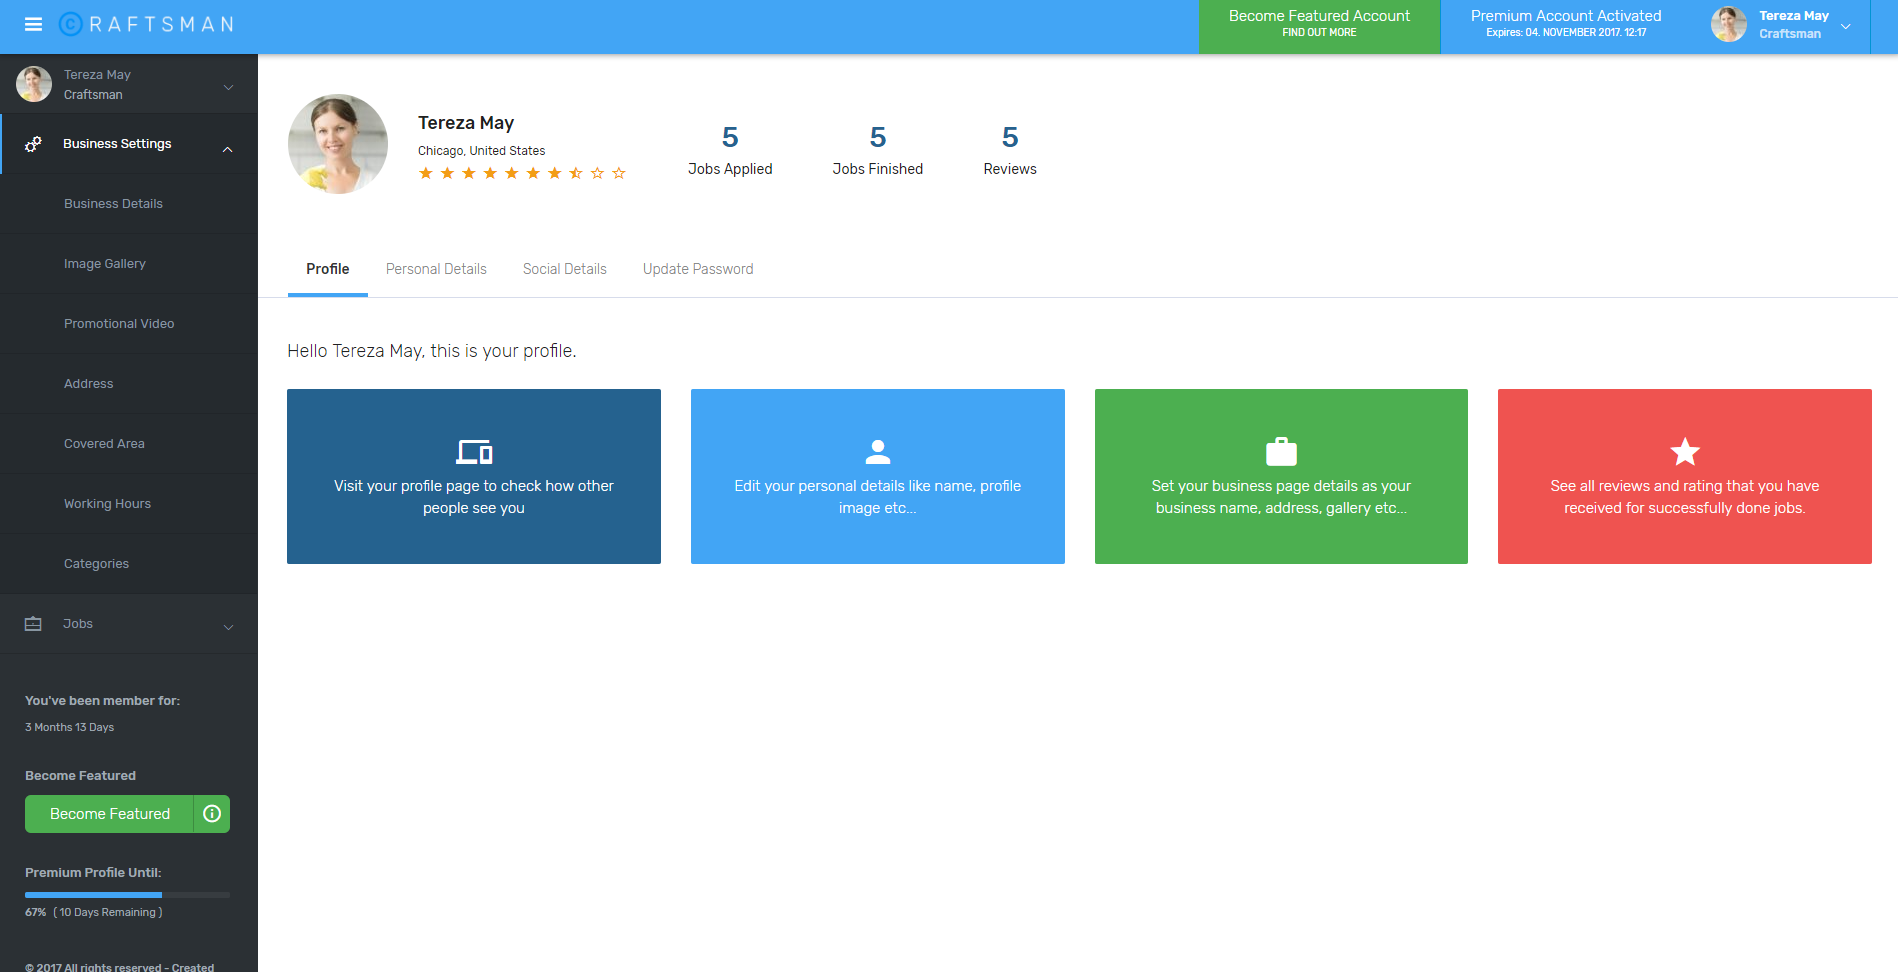 ©RAFTSMAN
Become Featured Account
FIND OUT MORE
Premium Account Activated
Expires: 04. NOVEMBER 2017. 12:17
Tereza May
Craftsman
Tereza May
Craftsman
Business Settings
Business Details
Image Gallery
Promotional Video
Address
Covered Area
Working Hours
Categories
Jobs
You've been member for:
3 Months 13 Days
Become Featured
Become Featured
Premium Profile Until:
67% ( 10 Days Remaining )
© 2017 All rights reserved - Created
Tereza May
Chicago, United States
5
Jobs Applied
5
Jobs Finished
5
Reviews
Profile
Personal Details
Social Details
Update Password
Hello Tereza May, this is your profile.
Visit your profile page to check how other
people see you
Edit your personal details like name, profile
image etc...
Set your business page details as your
business name, address, gallery etc...
See all reviews and rating that you have
received for successfully done jobs.